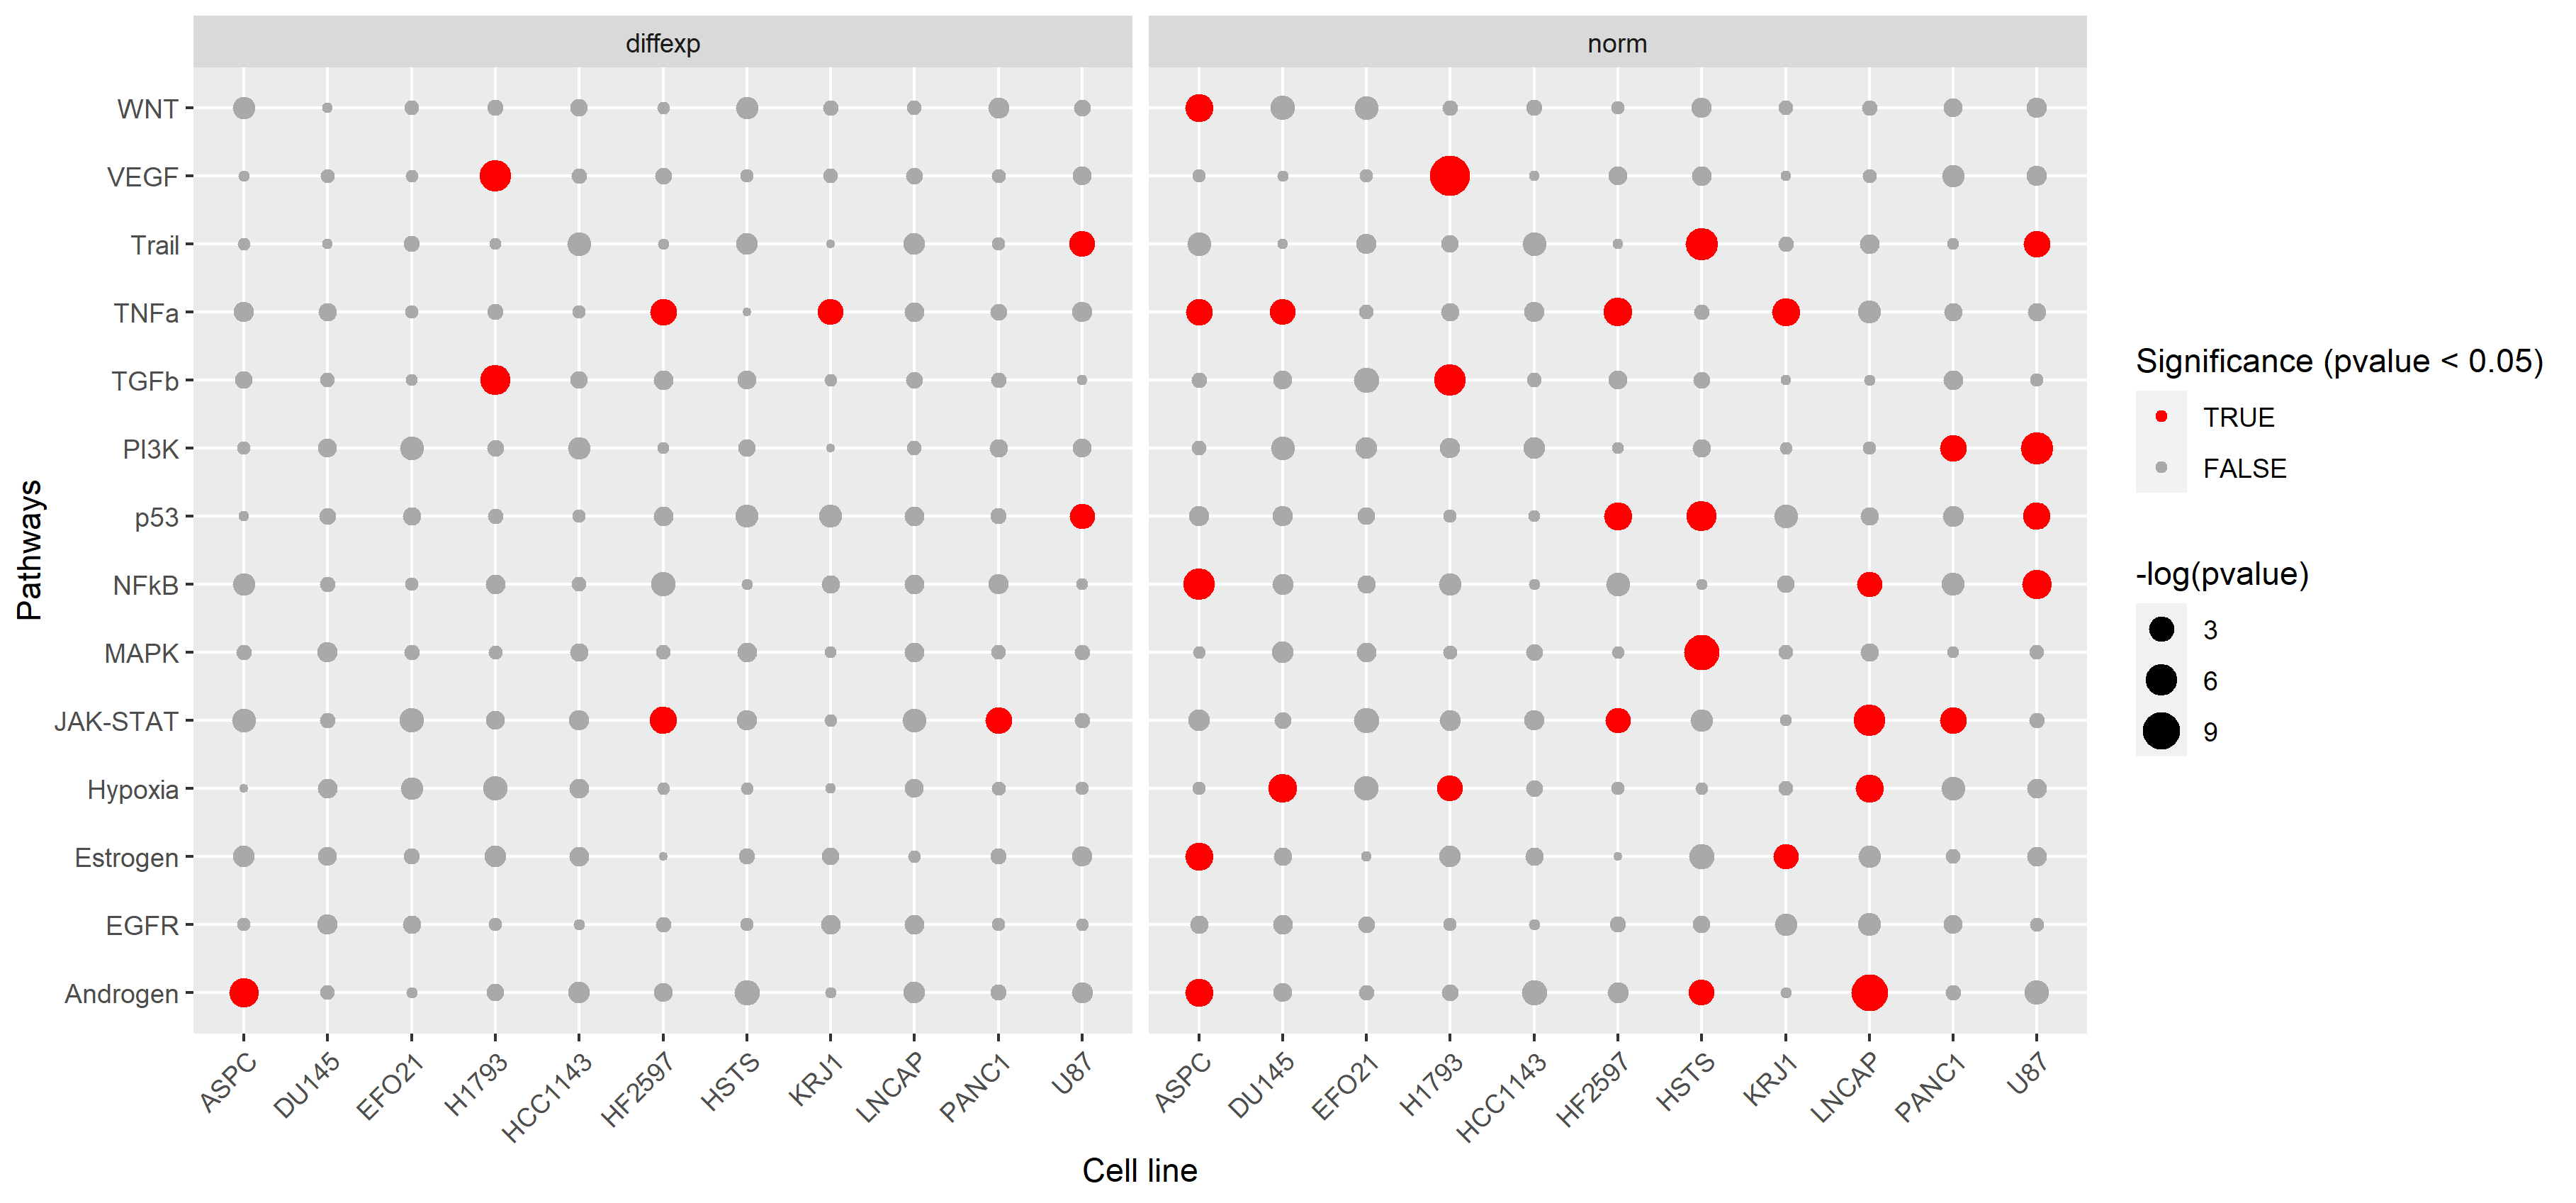 diffexp
norm
WNT
VEGF
Trail
TNFa
TGFb
PI3K
p53
NFkB
MAPK
JAK-STAT
Hypoxia
Estrogen
EGFR
Androgen
Pathways
ASPC
DU145
EFO21
H1793
HCC1143
HF2597
HSTS
KRJ1
LNCAP
PANC1
U87
ASPC
DU145
EFO21
H1793
HCC1143
HF2597
HSTS
KRJ1
LNCAP
PANC1
U87
Cell line
Significance (pvalue < 0.05)
TRUE
FALSE
-log(pvalue)
3
6
9